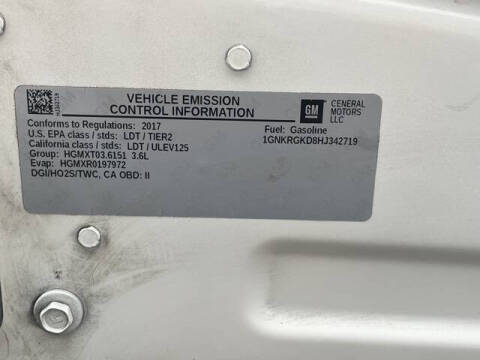 VEHICLE EMISSION
CONTROL INFORMATION
GM
GENERAL
MOTORS LLC
Conforms to Regulations: 2017
U.S. EPA class / stds: LDT / TIER2
California class / stds: LDT / ULEV125
Group: HGMXT03.6151 3.6L
Evap: HGMXR0197972
DGI/HO2S/TWC, CA OBD: II
Fuel: Gasoline
1GNKRGKD8HJ342719